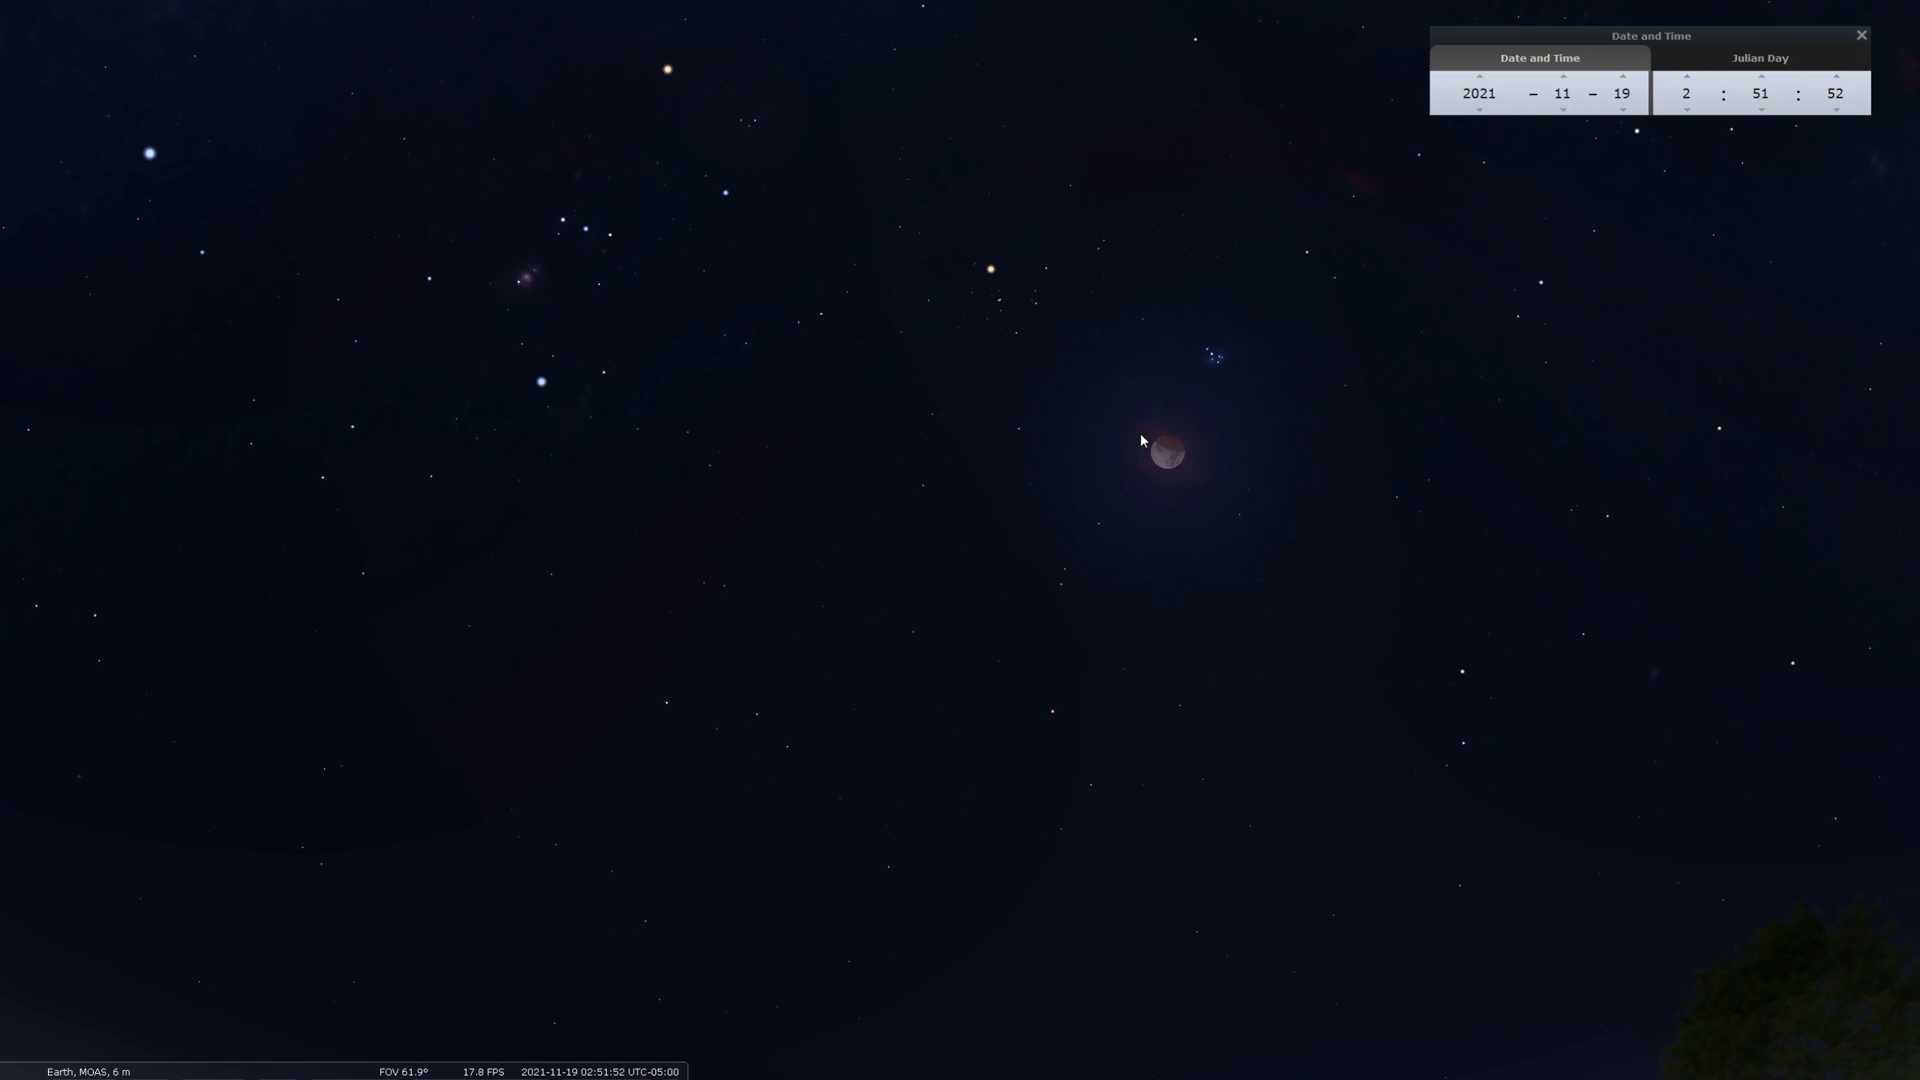 Date and Time
Date and Time Julian Day
2021 – 11 – 19 2 : 51 : 52
Earth, MOAS, 6 m FOV 61.9° 17.8 FPS 2021-11-19 02:51:52 UTC-05:00